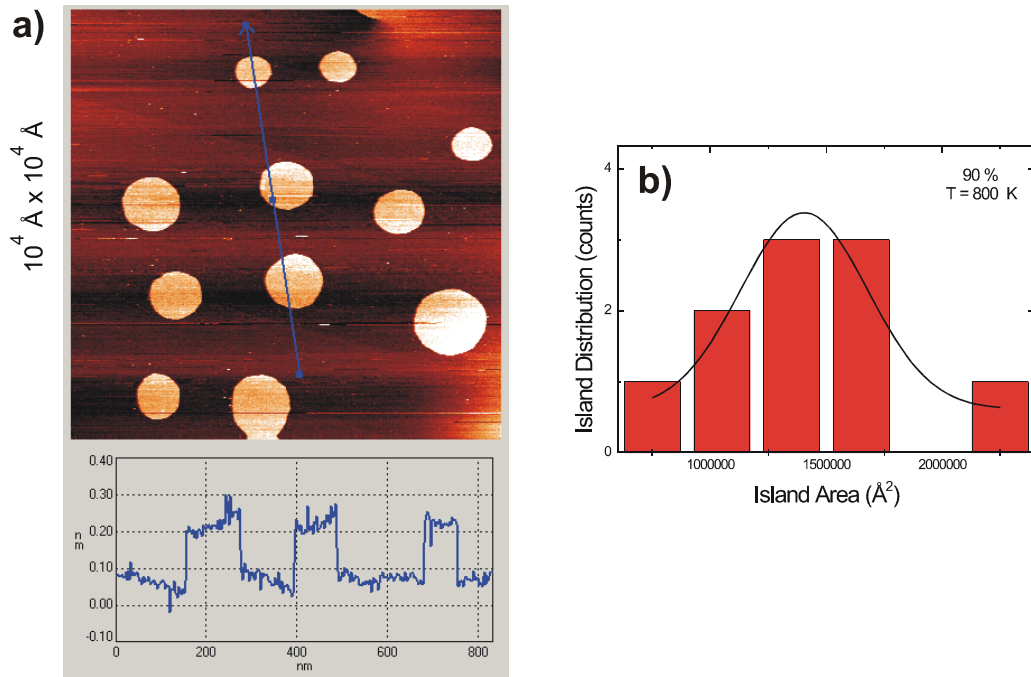 a)
10⁴ Å x 10⁴ Å
0.40
0.30
n
m
0.20
0.10
0.00
-0.10
0
200
400
600
800
nm
b)
90 %
T = 800 K
4
2
0
Island Distribution (counts)
1000000
1500000
2000000
Island Area (Å²)